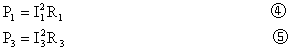 P₁ = I₁²R₁ ④
P₃ = I₃²R₃ ⑤